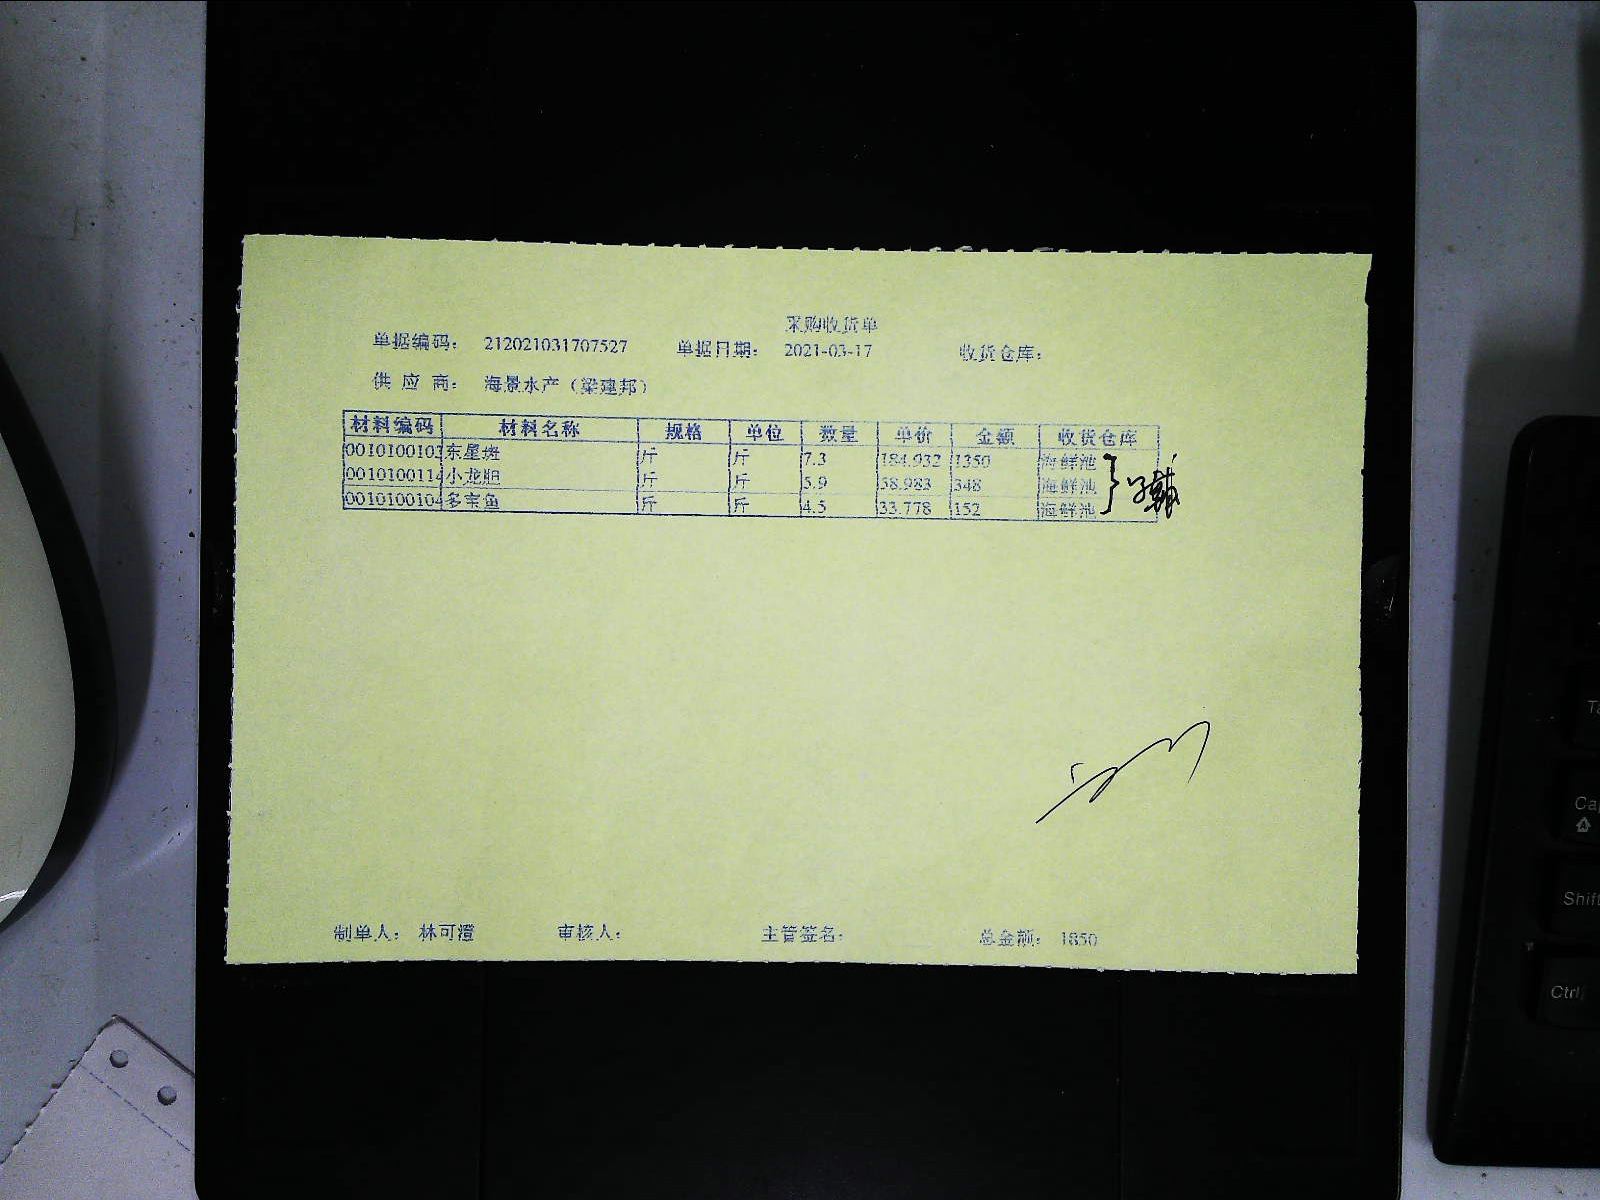 采购收货单
单据编码: 212021031707527 单据日期: 2021-03-17 收货仓库:
供 应 商: 海景水产 (梁建邦)
材料编码 材料名称 规格 单位 数量 单价 金额 收货仓库
0010100103 东星斑 斤 斤 7.3 184.932 1350 海鲜池
0010100114 小龙胆 斤 斤 5.9 58.983 348 海鲜池
0010100104 多宝鱼 斤 斤 4.5 33.778 152 海鲜池
制单人: 林可澄 审核人: 主管签名: 总金额: 1850
Shift
Ctrl